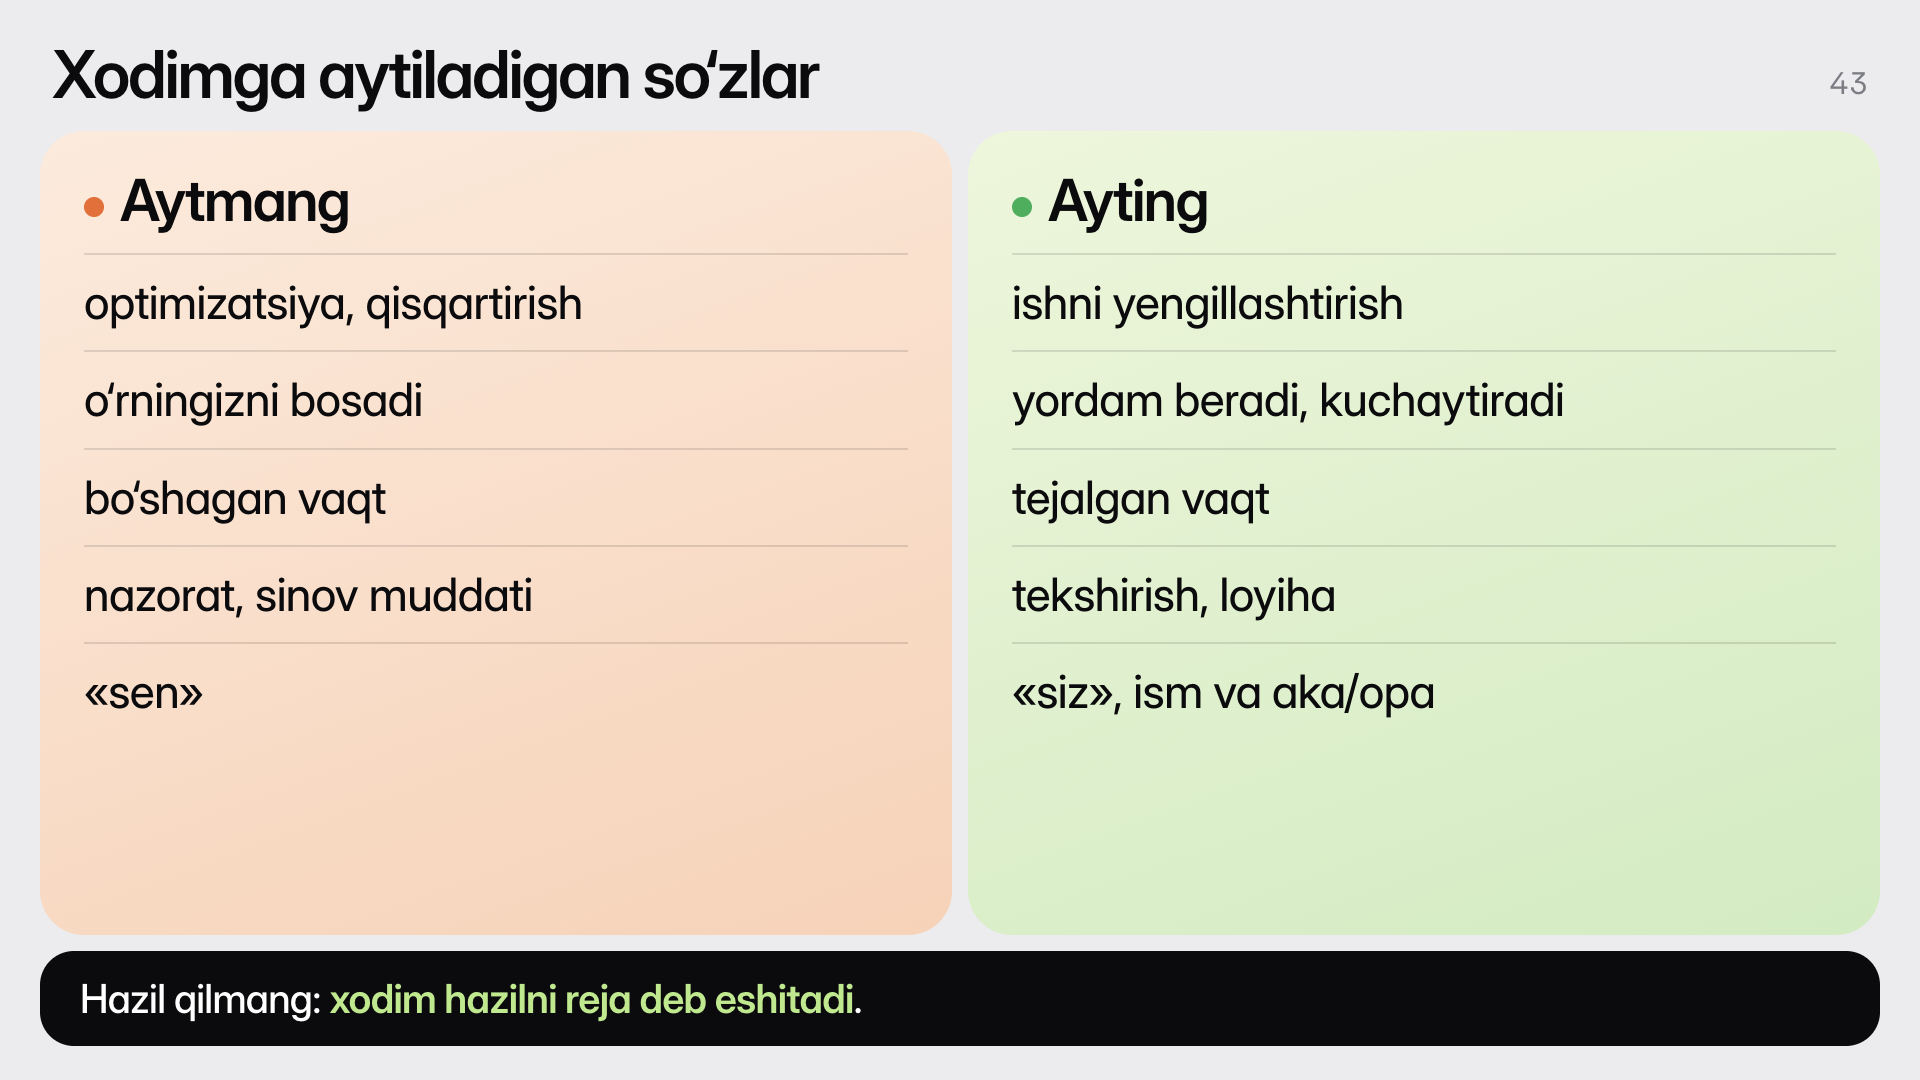 Xodimga aytiladigan so‘zlar
43
Aytmang
optimizatsiya, qisqartirish
o‘rningizni bosadi
bo‘shagan vaqt
nazorat, sinov muddati
«sen»
Ayting
ishni yengillashtirish
yordam beradi, kuchaytiradi
tejalgan vaqt
tekshirish, loyiha
«siz», ism va aka/opa
Hazil qilmang: xodim hazilni reja deb eshitadi.